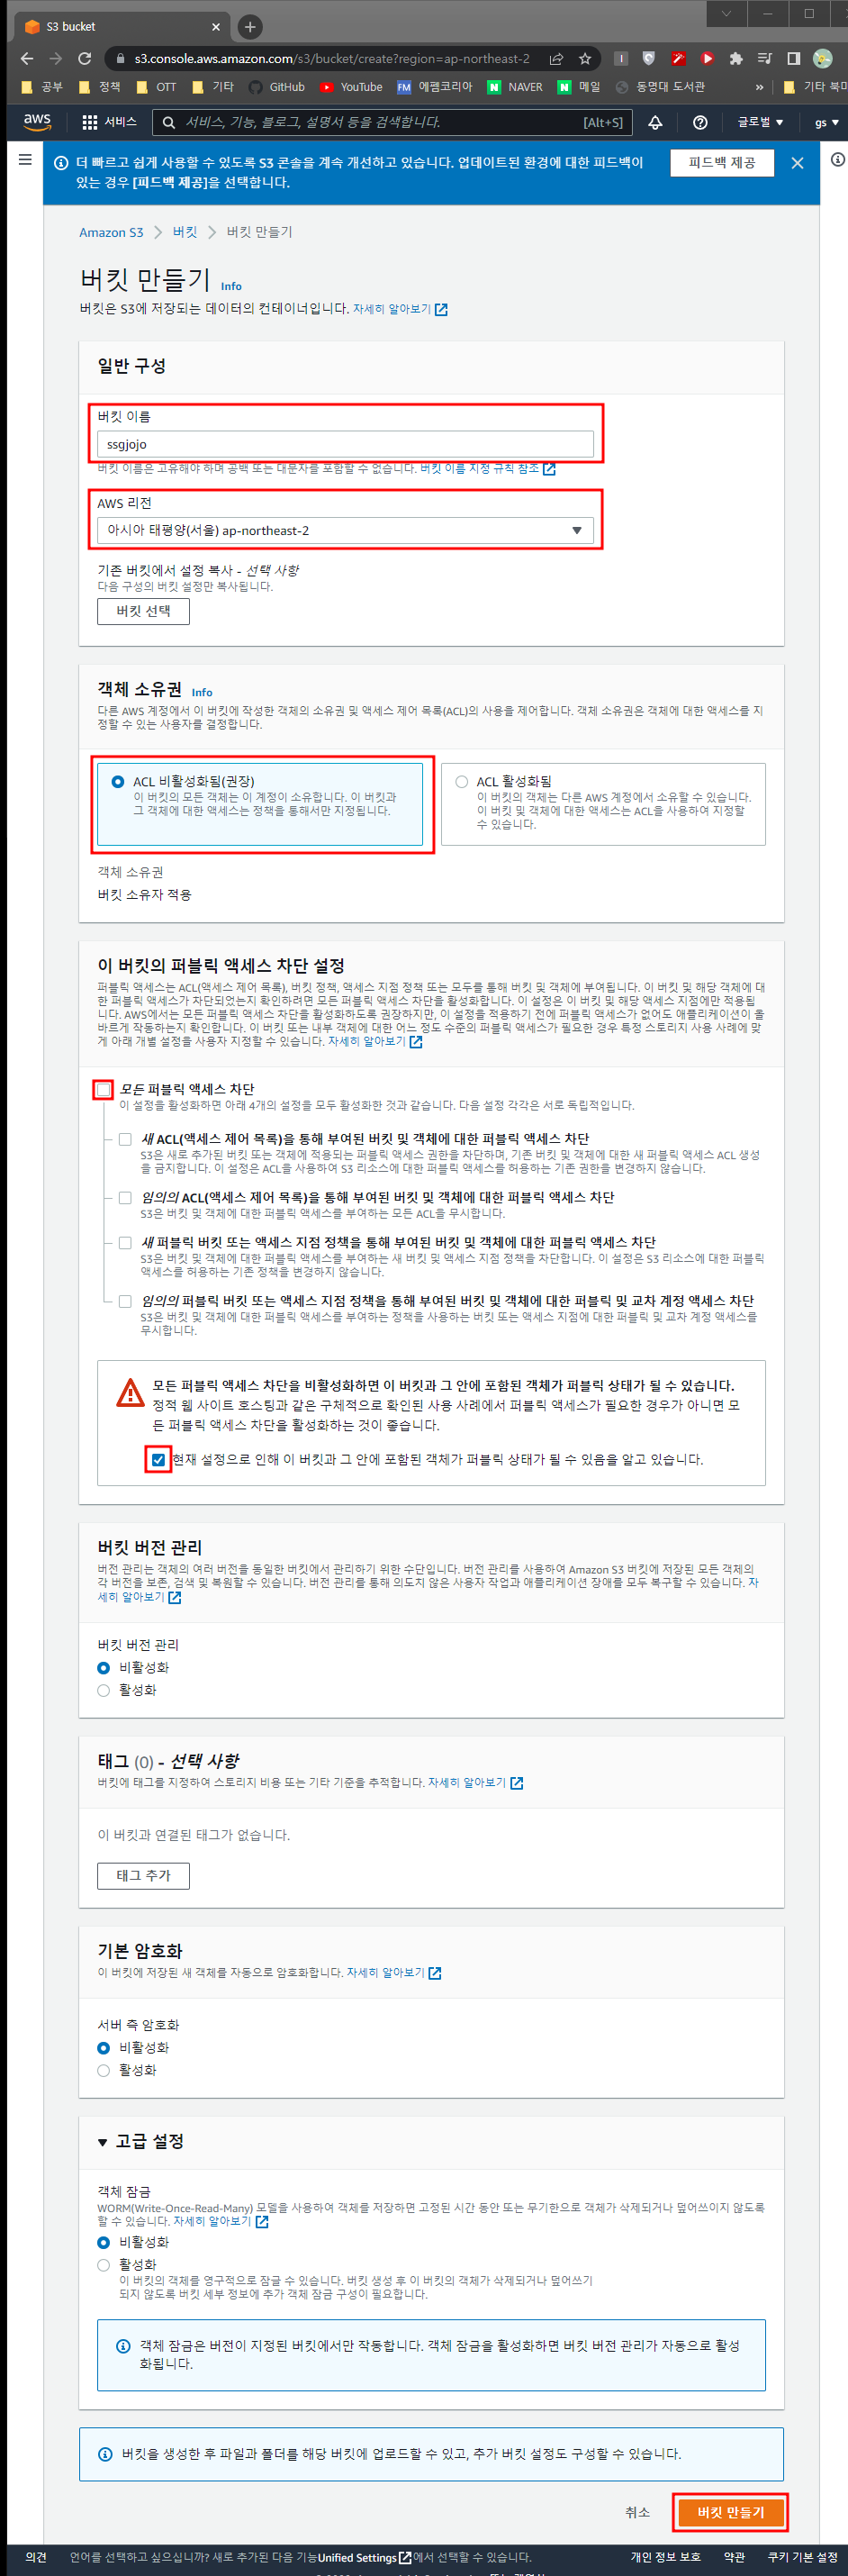 S3 bucket
s3.console.aws.amazon.com/s3/bucket/create?region=ap-northeast-2
공부 정책 OTT 기타 GitHub YouTube 에펨코리아 NAVER 메일 동명대 도서관 » 기타 북마
aws 서비스 서비스, 기능, 블로그, 설명서 등을 검색합니다. [Alt+S] 글로벌 gs
더 빠르고 쉽게 사용할 수 있도록 S3 콘솔을 계속 개선하고 있습니다. 업데이트된 환경에 대한 피드백이
있는 경우 [피드백 제공]을 선택합니다.
피드백 제공
Amazon S3 > 버킷 > 버킷 만들기
버킷 만들기 Info
버킷은 S3에 저장되는 데이터의 컨테이너입니다. 자세히 알아보기
일반 구성
버킷 이름
ssgjojo
버킷 이름은 고유해야 하며 공백 또는 대문자를 포함할 수 없습니다. 버킷 이름 지정 규칙 참조
AWS 리전
아시아 태평양(서울) ap-northeast-2
기존 버킷에서 설정 복사 - 선택 사항
다음 구성의 버킷 설정만 복사됩니다.
버킷 선택
객체 소유권 Info
다른 AWS 계정에서 이 버킷에 작성한 객체의 소유권 및 액세스 제어 목록(ACL)의 사용을 제어합니다. 객체 소유권은 객체에 대한 액세스를 지
정할 수 있는 사용자를 결정합니다.
ACL 비활성화됨(권장)
이 버킷의 모든 객체는 이 계정이 소유합니다. 이 버킷과
그 객체에 대한 액세스는 정책을 통해서만 지정됩니다.
ACL 활성화됨
이 버킷의 객체는 다른 AWS 계정에서 소유할 수 있습니다.
이 버킷 및 객체에 대한 액세스는 ACL을 사용하여 지정할
수 있습니다.
객체 소유권
버킷 소유자 적용
이 버킷의 퍼블릭 액세스 차단 설정
퍼블릭 액세스는 ACL(액세스 제어 목록), 버킷 정책, 액세스 지점 정책 또는 모두를 통해 버킷 및 객체에 부여됩니다. 이 버킷 및 해당 객체에 대
한 퍼블릭 액세스가 차단되었는지 확인하려면 모든 퍼블릭 액세스 차단을 활성화합니다. 이 설정은 이 버킷 및 해당 액세스 지점에만 적용됩
니다. AWS에서는 모든 퍼블릭 액세스 차단을 활성화하도록 권장하지만, 이 설정을 적용하기 전에 퍼블릭 액세스가 없어도 애플리케이션이 올
바르게 작동하는지 확인합니다. 이 버킷 또는 내부 객체에 대한 어느 정도 수준의 퍼블릭 액세스가 필요한 경우 특정 스토리지 사용 사례에 맞
게 아래 개별 설정을 사용자 지정할 수 있습니다. 자세히 알아보기
모든 퍼블릭 액세스 차단
이 설정을 활성화하면 아래 4개의 설정을 모두 활성화한 것과 같습니다. 다음 설정 각각은 서로 독립적입니다.
새 ACL(액세스 제어 목록)을 통해 부여된 버킷 및 객체에 대한 퍼블릭 액세스 차단
S3은 새로 추가된 버킷 또는 객체에 적용되는 퍼블릭 액세스 권한을 차단하며, 기존 버킷 및 객체에 대한 새 퍼블릭 액세스 ACL 생성
을 금지합니다. 이 설정은 ACL을 사용하여 S3 리소스에 대한 퍼블릭 액세스를 허용하는 기존 권한을 변경하지 않습니다.
임의의 ACL(액세스 제어 목록)을 통해 부여된 버킷 및 객체에 대한 퍼블릭 액세스 차단
S3은 버킷 및 객체에 대한 퍼블릭 액세스를 부여하는 모든 ACL을 무시합니다.
새 퍼블릭 버킷 또는 액세스 지점 정책을 통해 부여된 버킷 및 객체에 대한 퍼블릭 액세스 차단
S3은 버킷 및 객체에 대한 퍼블릭 액세스를 부여하는 새 버킷 및 액세스 지점 정책을 차단합니다. 이 설정은 S3 리소스에 대한 퍼블릭
액세스를 허용하는 기존 정책을 변경하지 않습니다.
임의의 퍼블릭 버킷 또는 액세스 지점 정책을 통해 부여된 버킷 및 객체에 대한 퍼블릭 및 교차 계정 액세스 차단
S3은 버킷 및 객체에 대한 퍼블릭 액세스를 부여하는 정책을 사용하는 버킷 또는 액세스 지점에 대한 퍼블릭 및 교차 계정 액세스를
무시합니다.
모든 퍼블릭 액세스 차단을 비활성화하면 이 버킷과 그 안에 포함된 객체가 퍼블릭 상태가 될 수 있습니다.
정적 웹 사이트 호스팅과 같은 구체적으로 확인된 사용 사례에서 퍼블릭 액세스가 필요한 경우가 아니면 모
든 퍼블릭 액세스 차단을 활성화하는 것이 좋습니다.
현재 설정으로 인해 이 버킷과 그 안에 포함된 객체가 퍼블릭 상태가 될 수 있음을 알고 있습니다.
버킷 버전 관리
버전 관리는 객체의 여러 버전을 동일한 버킷에서 관리하기 위한 수단입니다. 버전 관리를 사용하여 Amazon S3 버킷에 저장된 모든 객체의
각 버전을 보존, 검색 및 복원할 수 있습니다. 버전 관리를 통해 의도치 않은 사용자 작업과 애플리케이션 장애를 모두 복구할 수 있습니다. 자
세히 알아보기
버킷 버전 관리
비활성화
활성화
태그 (0) - 선택 사항
버킷에 태그를 지정하여 스토리지 비용 또는 기타 기준을 추적합니다. 자세히 알아보기
이 버킷과 연결된 태그가 없습니다.
태그 추가
기본 암호화
이 버킷에 저장된 새 객체를 자동으로 암호화합니다. 자세히 알아보기
서버 측 암호화
비활성화
활성화
고급 설정
객체 잠금
WORM(Write-Once-Read-Many) 모델을 사용하여 객체를 저장하면 고정된 시간 동안 또는 무기한으로 객체가 삭제되거나 덮어쓰이지 않도록
할 수 있습니다. 자세히 알아보기
비활성화
활성화
이 버킷의 객체를 영구적으로 잠글 수 있습니다. 버킷 생성 후 이 버킷의 객체가 삭제되거나 덮어쓰기
되지 않도록 버킷 세부 정보에 추가 객체 잠금 구성이 필요합니다.
객체 잠금은 버전이 지정된 버킷에서만 작동합니다. 객체 잠금을 활성화하면 버킷 버전 관리가 자동으로 활성
화됩니다.
버킷을 생성한 후 파일과 폴더를 해당 버킷에 업로드할 수 있고, 추가 버킷 설정도 구성할 수 있습니다.
취소 버킷 만들기
의견 언어를 선택하고 싶으십니까? 새로 추가된 다음 기능Unified Settings에서 선택할 수 있습니다. 개인 정보 보호 약관 쿠키 기본 설정